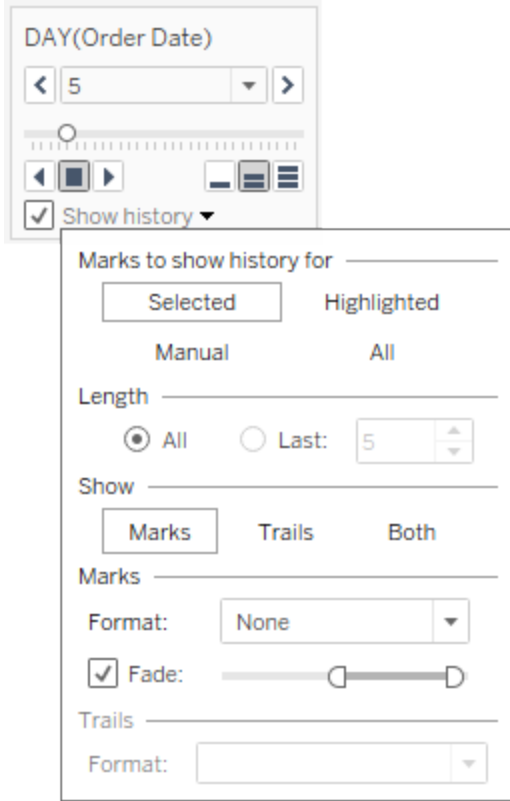 DAY(Order Date)
5
Show history
Marks to show history for
Selected Highlighted
Manual All
Length
All Last: 5
Show
Marks Trails Both
Marks
Format: None
Fade:
Trails
Format: